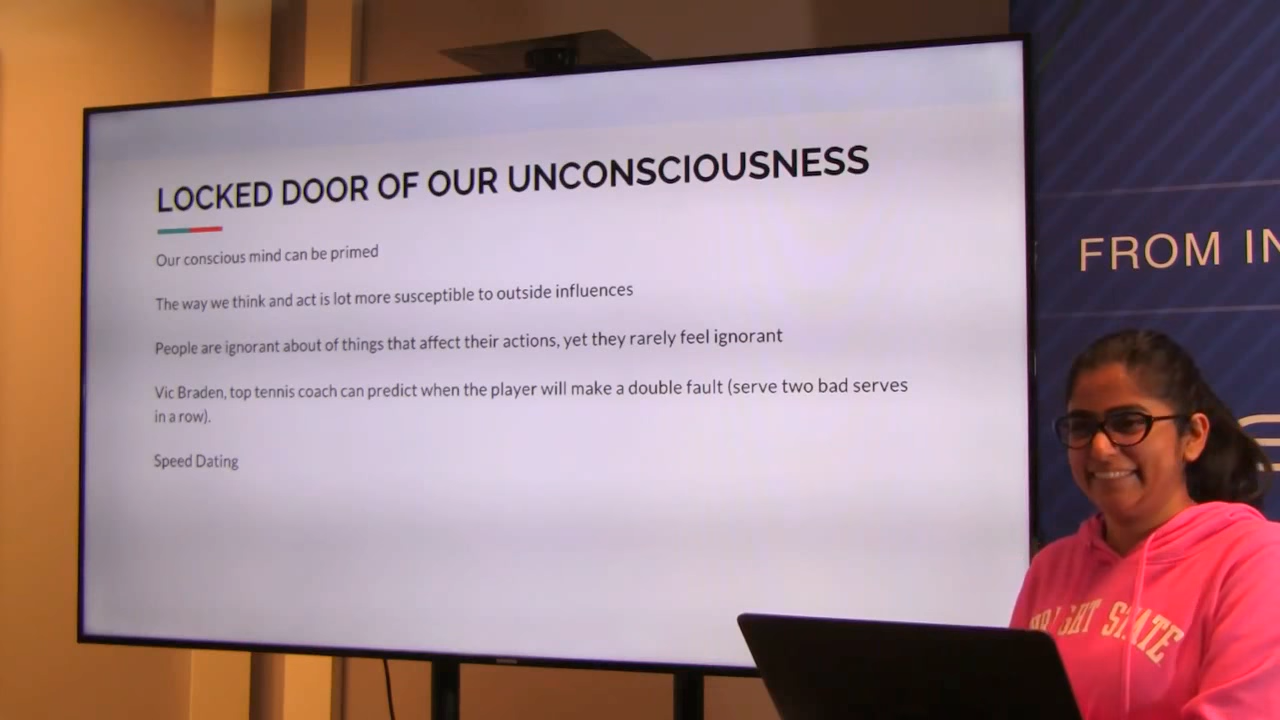 LOCKED DOOR OF OUR UNCONSCIOUSNESS
Our conscious mind can be primed
The way we think and act is lot more susceptible to outside influences
People are ignorant about of things that affect their actions, yet they rarely feel ignorant
Vic Braden, top tennis coach can predict when the player will make a double fault (serve two bad serves
in a row).
Speed Dating
FROM
STATE